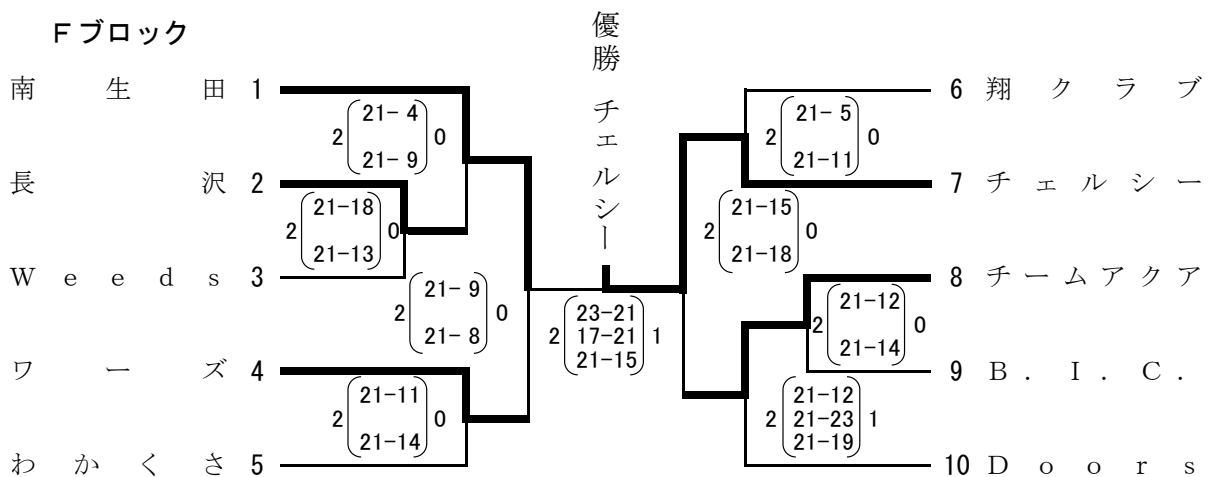 Fブロック
優勝 チェルシー
南生田 1
2 21- 4 0
21- 9
長沢 2
2 21-18 0
21-13
Weeds 3
2 21- 9 0
21- 8
ワーズ 4
2 21-11 0
21-14
わかくさ 5
23-21
2 17-21 1
21-15
6 翔クラブ
2 21- 5 0
21-11
7 チェルシー
2 21-15 0
21-18
8 チームアクア
2 21-12 0
21-14
9 B.I.C.
21-12
2 21-23 1
21-19
10 Doors